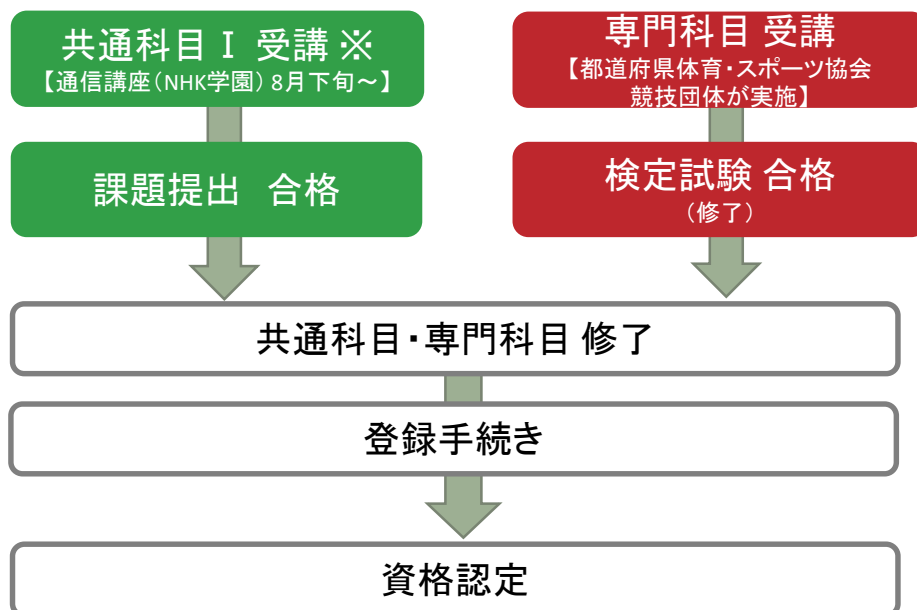 共通科目 Ⅰ 受講 ※
【通信講座(NHK学園) 8月下旬～】
課題提出　合格
専門科目 受講
【都道府県体育・スポーツ協会
競技団体が実施】
検定試験 合格
(修了)
共通科目・専門科目 修了
登録手続き
資格認定